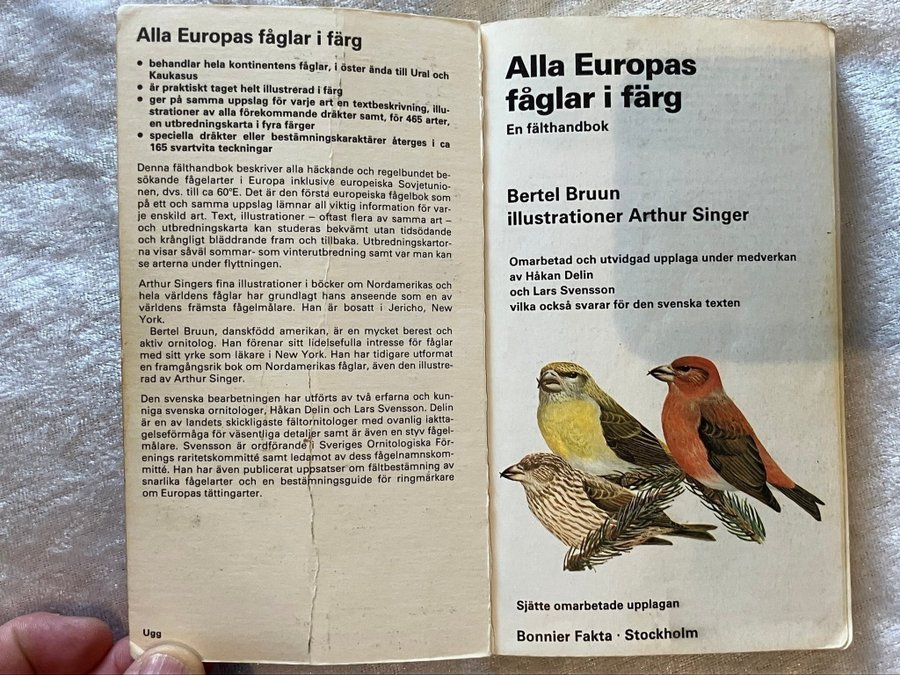 Alla Europas fåglar i färg
• behandlar hela kontinentens fåglar, i öster ända till Ural och
Kaukasus
• är praktiskt taget helt illustrerad i färg
• ger på samma uppslag för varje art en textbeskrivning, illu-
strationer av alla förekommande dräkter samt, för 465 arter,
en utbredningskarta i fyra färger
• speciella dräkter eller bestämningskaraktärer återges i ca
165 svartvita teckningar
Denna fälthandbok beskriver alla häckande och regelbundet be-
sökande fågelarter i Europa inklusive europeiska Sovjetunio-
nen, dvs. till ca 60°E. Det är den första europeiska fågelbok som
på ett och samma uppslag lämnar all viktig information för var-
je enskild art. Text, illustrationer – oftast flera av samma art –
och utbredningskarta kan studeras bekvämt utan tidsödande
och krångligt bläddrande fram och tillbaka. Utbredningskartor-
na visar såväl sommar- som vinterutbredning samt var man kan
se arterna under flyttningen.
Arthur Singers fina illustrationer i böcker om Nordamerikas och
hela världens fåglar har grundlagt hans anseende som en av
världens främsta fågelmålare. Han är bosatt i Jericho, New
York.
Bertel Bruun, danskfödd amerikan, är en mycket berest och
aktiv ornitolog. Han förenar sitt lidelsefulla intresse för fåglar
med sitt yrke som läkare i New York. Han har tidigare utformat
en framgångsrik bok om Nordamerikas fåglar, även den illustre-
rad av Arthur Singer.
Den svenska bearbetningen har utförts av två erfarna och kun-
niga svenska ornitologer, Håkan Delin och Lars Svensson. Delin
är en av landets skickligaste fältornitologer med ovanlig iaktta-
gelseförmåga för väsentliga detaljer samt är även en styv fågel-
målare. Svensson är ordförande i Sveriges Ornitologiska För-
enings raritetskommitté samt ledamot av dess fågelnamnskom-
mitté. Han har även publicerat uppsatser om fältbestämning av
snarlika fågelarter och en bestämningsguide för ringmärkare
om Europas tättingarter.
Ugg
Alla Europas
fåglar i färg
En fälthandbok
Bertel Bruun
illustrationer Arthur Singer
Omarbetad och utvidgad upplaga under medverkan
av Håkan Delin
och Lars Svensson
vilka också svarar för den svenska texten
Sjätte omarbetade upplagan
Bonnier Fakta · Stockholm